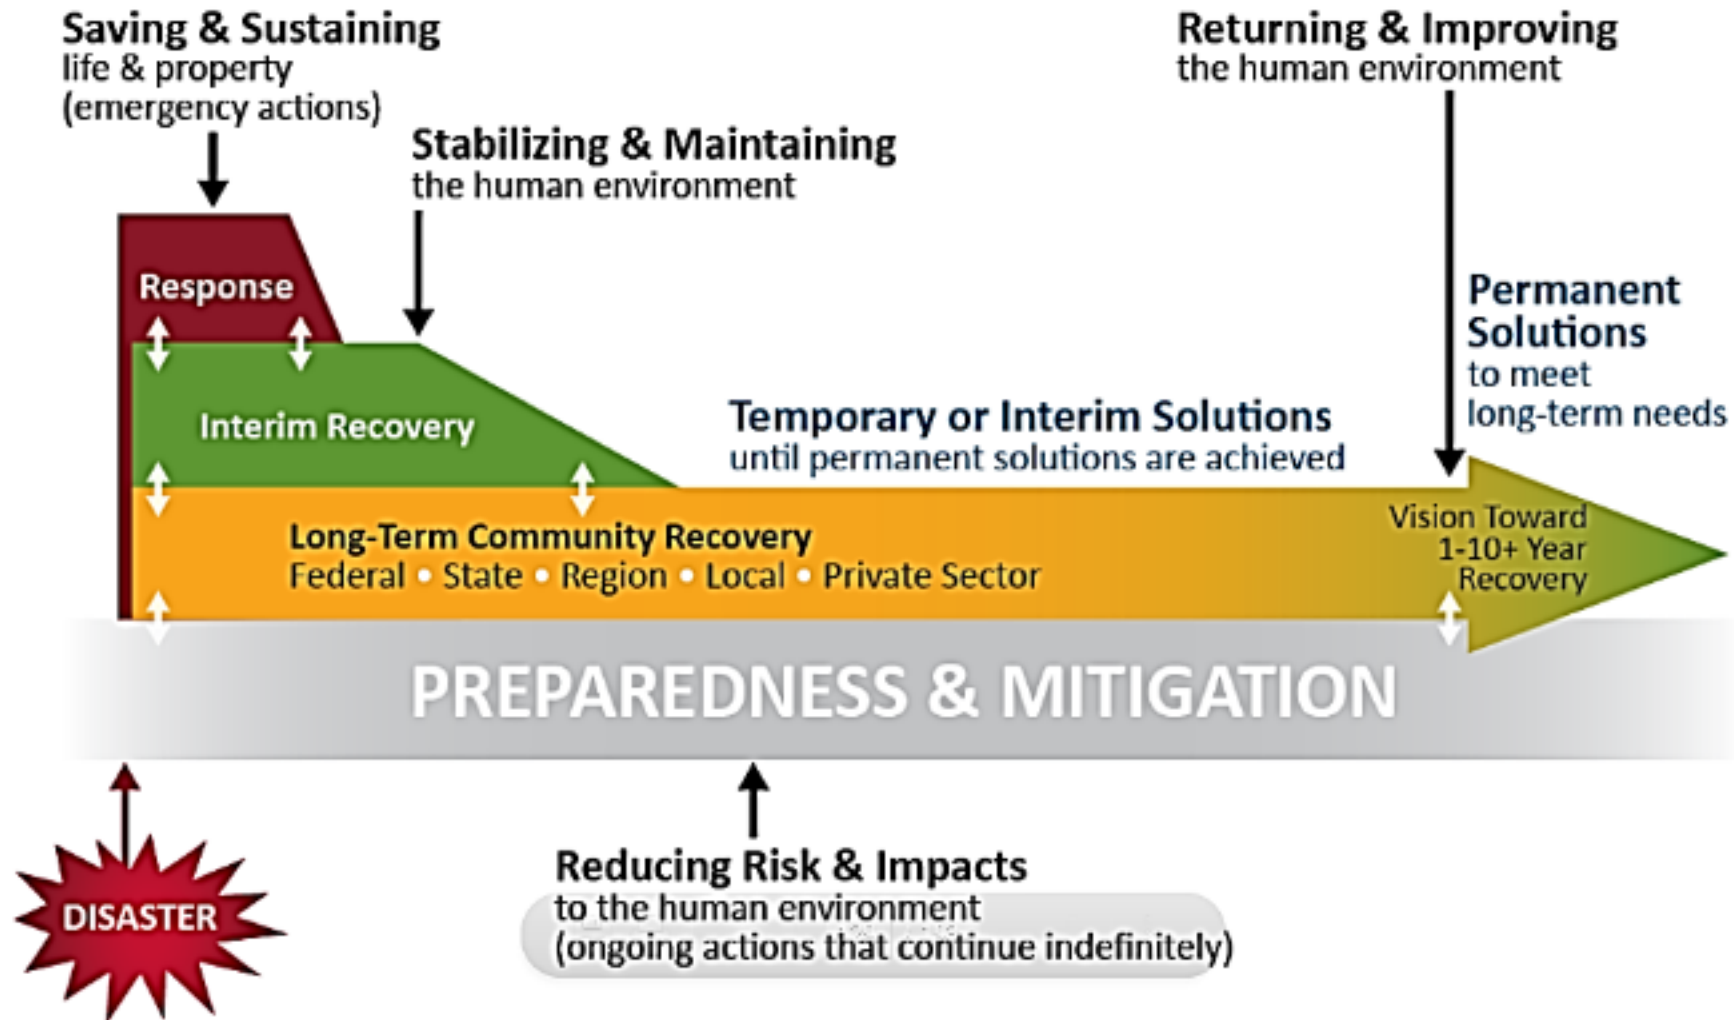 Saving & Sustaining
life & property
(emergency actions)
Stabilizing & Maintaining
the human environment
Returning & Improving
the human environment
Response
Interim Recovery
Temporary or Interim Solutions
until permanent solutions are achieved
Permanent
Solutions
to meet
long-term needs
Long-Term Community Recovery
Federal • State • Region • Local • Private Sector
Vision Toward
1-10+ Year
Recovery
PREPAREDNESS & MITIGATION
DISASTER
Reducing Risk & Impacts
to the human environment
(ongoing actions that continue indefinitely)